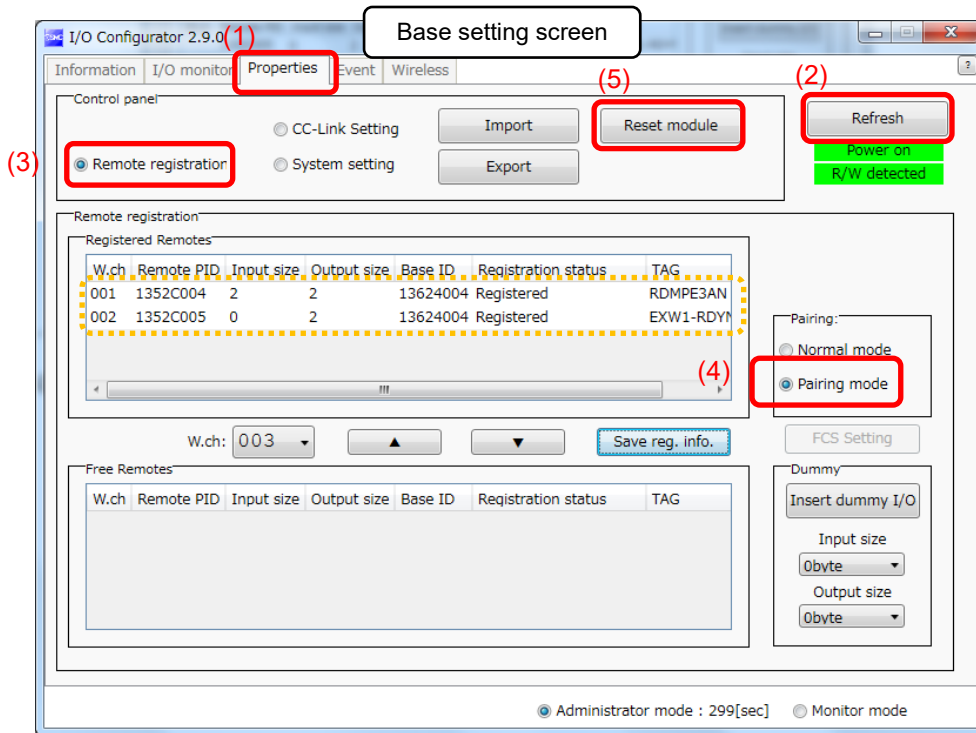 Base setting screen
I/O Configurator 2.9.0
(1)
Information I/O monitor Properties Event Wireless
(5)
(2)
Control panel
CC-Link Setting Import Reset module Refresh
Power on
(3)
Remote registration System setting Export R/W detected
Remote registration
Registered Remotes
W.ch Remote PID Input size Output size Base ID Registration status TAG
001 1352C004 2 2 13624004 Registered RDMPE3AN
002 1352C005 0 2 13624004 Registered EXW1-RDYN
Pairing:
Normal mode
(4)
Pairing mode
W.ch: 003 ▲ ▼ Save reg. info. FCS Setting
Free Remotes
Dummy
W.ch Remote PID Input size Output size Base ID Registration status TAG
Insert dummy I/O
Input size
0byte
Output size
0byte
Administrator mode : 299[sec] Monitor mode